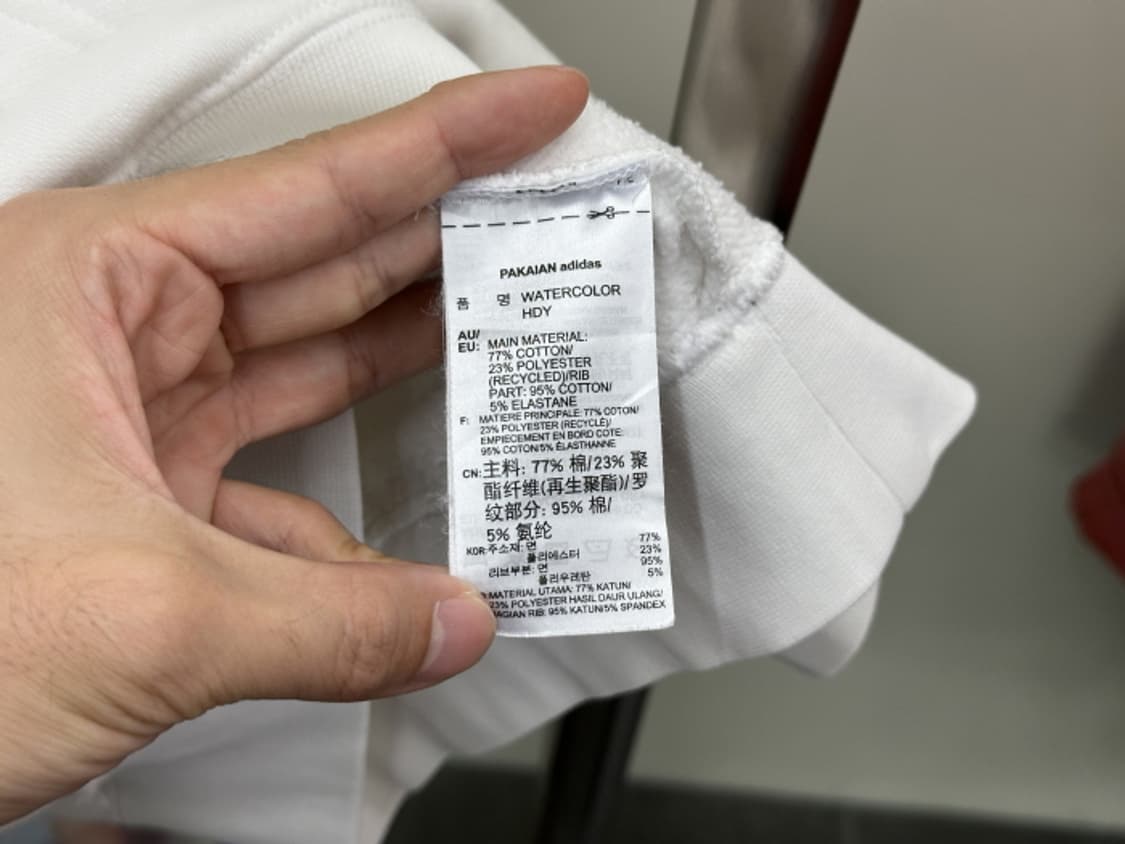 PAKAIAN adidas
품 명 WATERCOLOR
HDY
AU/
EU: MAIN MATERIAL:
77% COTTON/
23% POLYESTER
(RECYCLED)/RIB
PART: 95% COTTON/
5% ELASTANE
F: MATIERE PRINCIPALE: 77% COTON/
23% POLYESTER (RECYCLÉ)/
EMPIECEMENT EN BORD COTE:
95% COTON/5% ÉLASTHANNE
CN: 主料: 77% 棉/23% 聚
酯纤维(再生聚酯)/罗
纹部分: 95% 棉/
5% 氨纶
KOR: 주소재: 면 77%
폴리에스터 23%
리브부분: 면 95%
폴리우레탄 5%
MATERIAL UTAMA: 77% KATUN/
23% POLYESTER HASIL DAUR ULANG/
RIB: 95% KATUN/5% SPANDEX